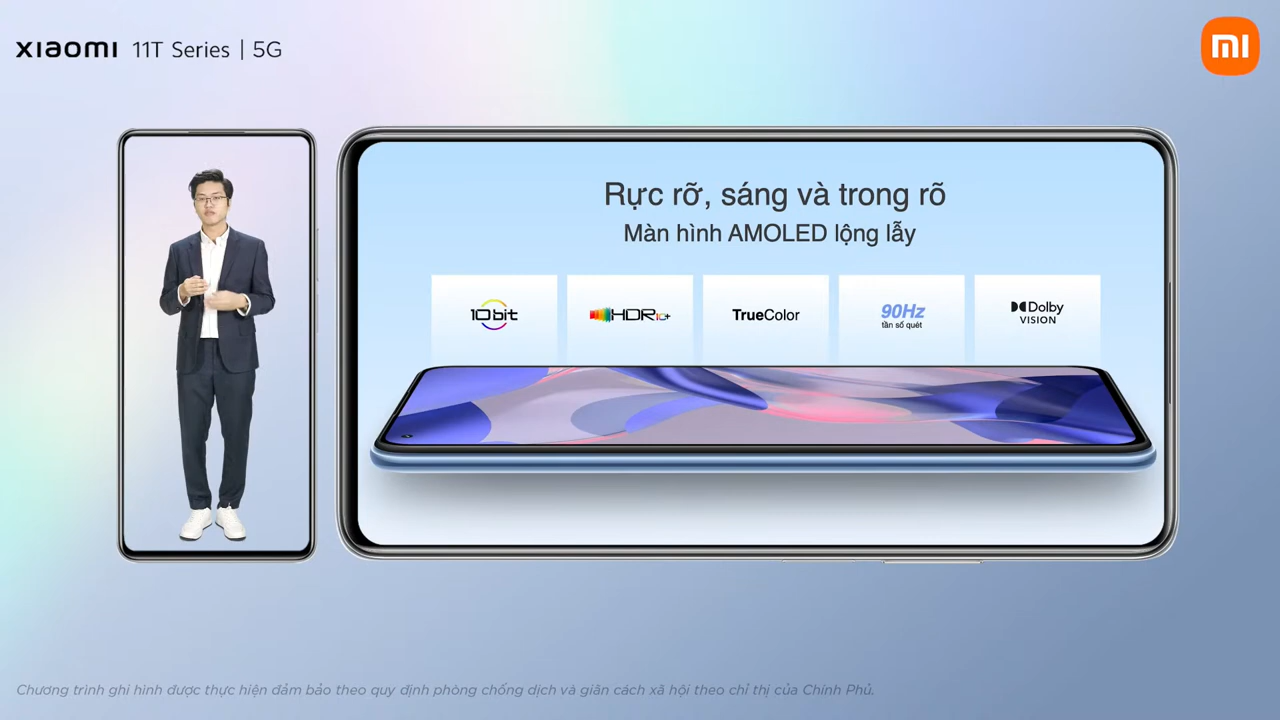 xiaomi 11T Series | 5G
mi
Rực rỡ, sáng và trong rõ
Màn hình AMOLED lộng lẫy
10bit
HDR10+
TrueColor
90Hz
tần số quét
Dolby
VISION
Chương trình ghi hình được thực hiện đảm bảo theo quy định phòng chống dịch và giãn cách xã hội theo chỉ thị của Chính Phủ.